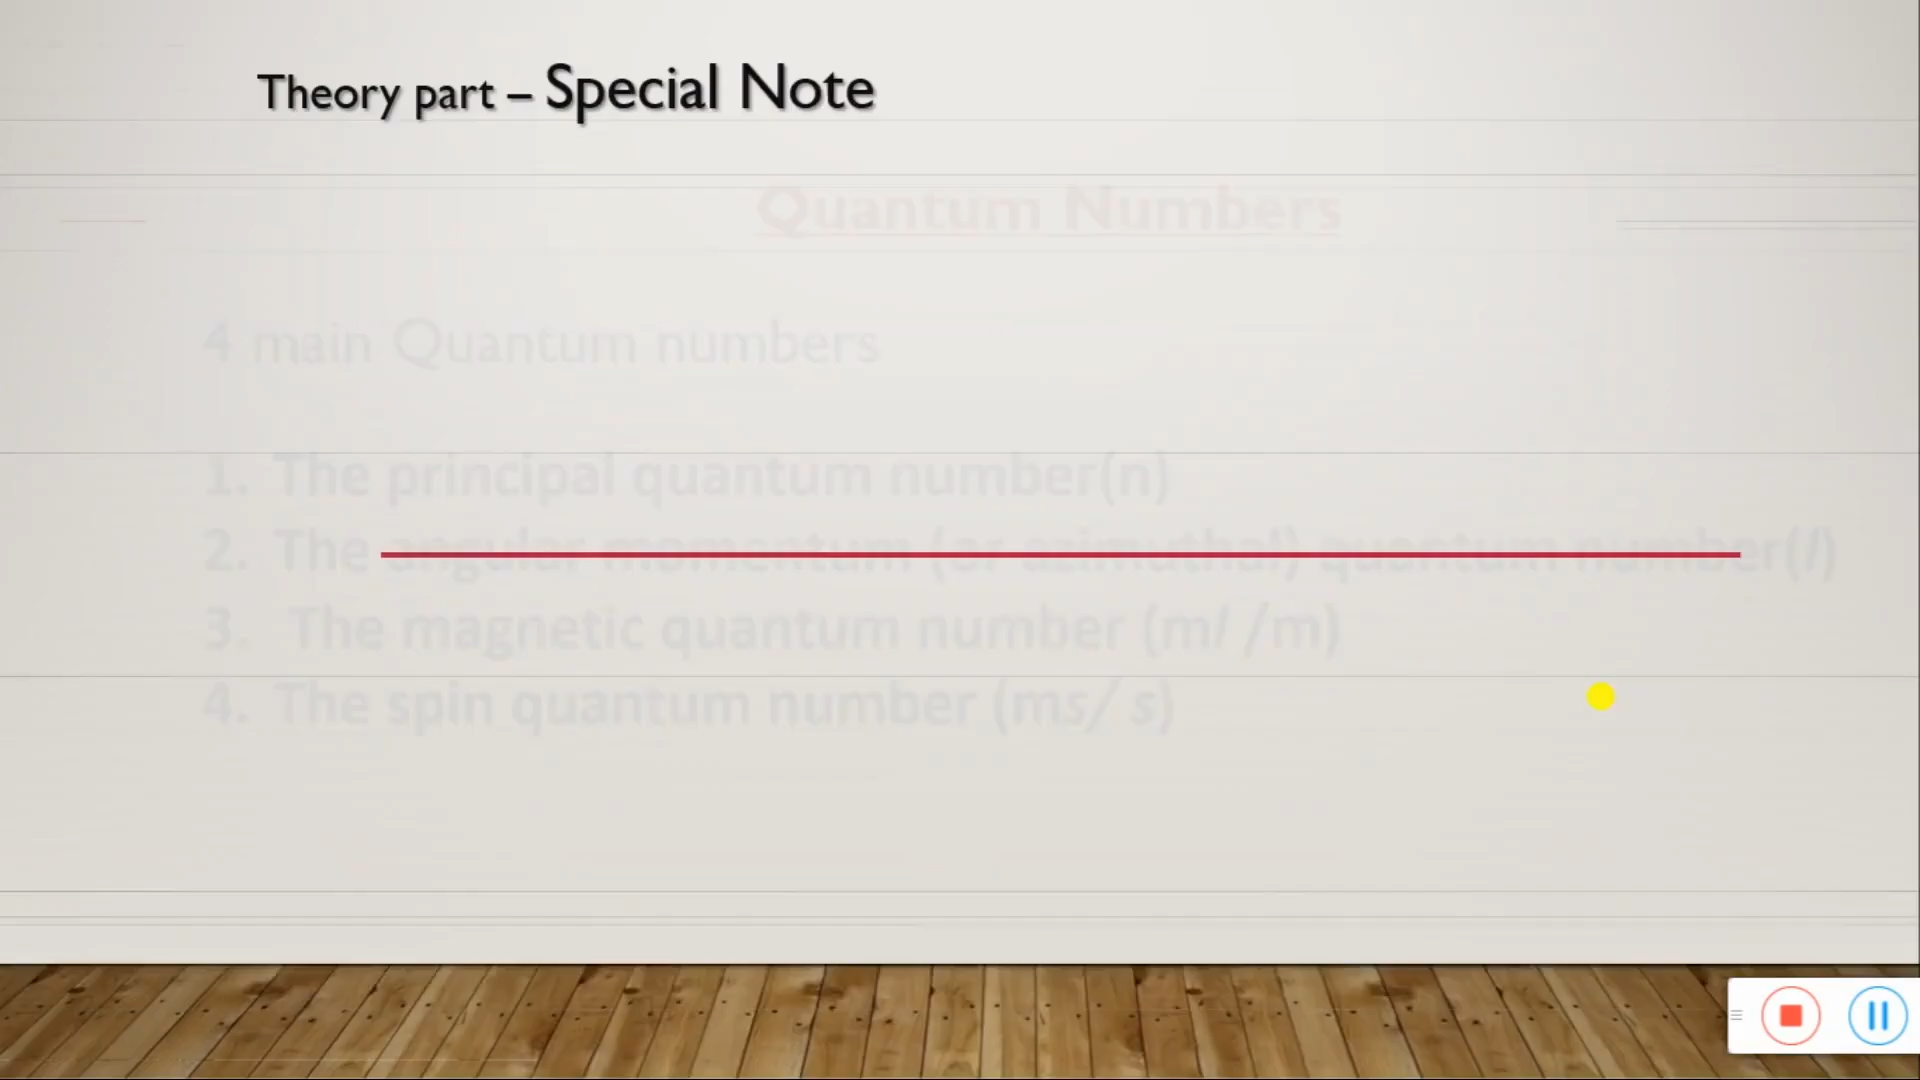 Theory part – Special Note
Quantum Numbers
4 main Quantum numbers
1. The principal quantum number(n)
2. The angular momentum (or azimuthal) quantum number(l)
3. The magnetic quantum number (ml /m)
4. The spin quantum number (ms/ s)